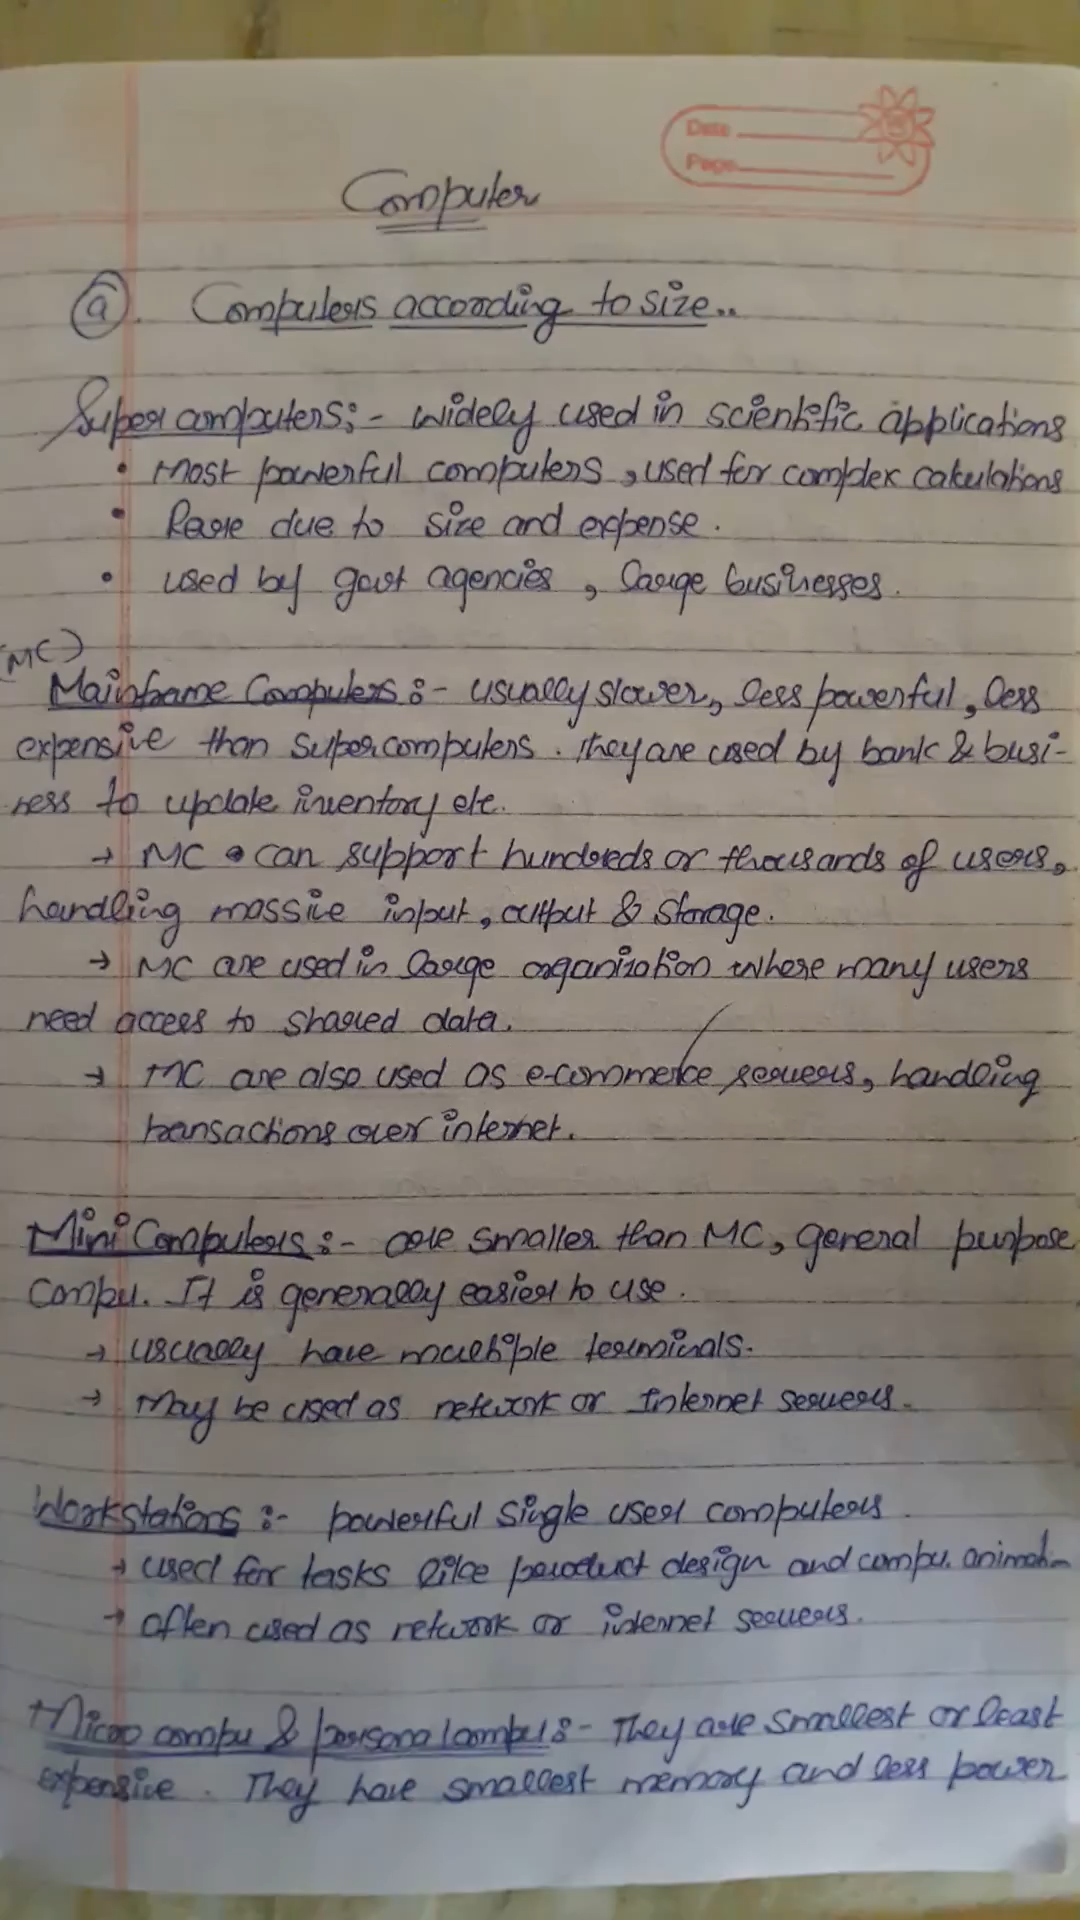 Date
Page
Computer
(a). Computers according to size..
Supercomputers:- widely used in scientific applications
• Most powerful computers, used for complex calculations
• Rare due to size and expense.
• used by govt agencies, large businesses.
(MC)
Mainframe Computers:- usually slower, less powerful, less
expensive than supercomputers. They are used by bank & busi-
ness to update inventory etc.
→ MC • can support hundreds or thousands of users,
handling massive input, output & storage.
→ MC are used in large organization where many users
need access to shared data.
→ MC are also used as e-commerce servers, handling
transactions over internet.
Mini Computers:- are smaller than MC, general purpose
compu. It is generally easier to use.
→ usually have multiple terminals.
→ May be used as network or Internet servers.
Workstations:- powerful single user computers.
→ used for tasks like product design and compu. animation
→ often used as network or internet servers.
Micro compu & personal compu:- They are smallest or least
expensive. They have smallest memory and less power